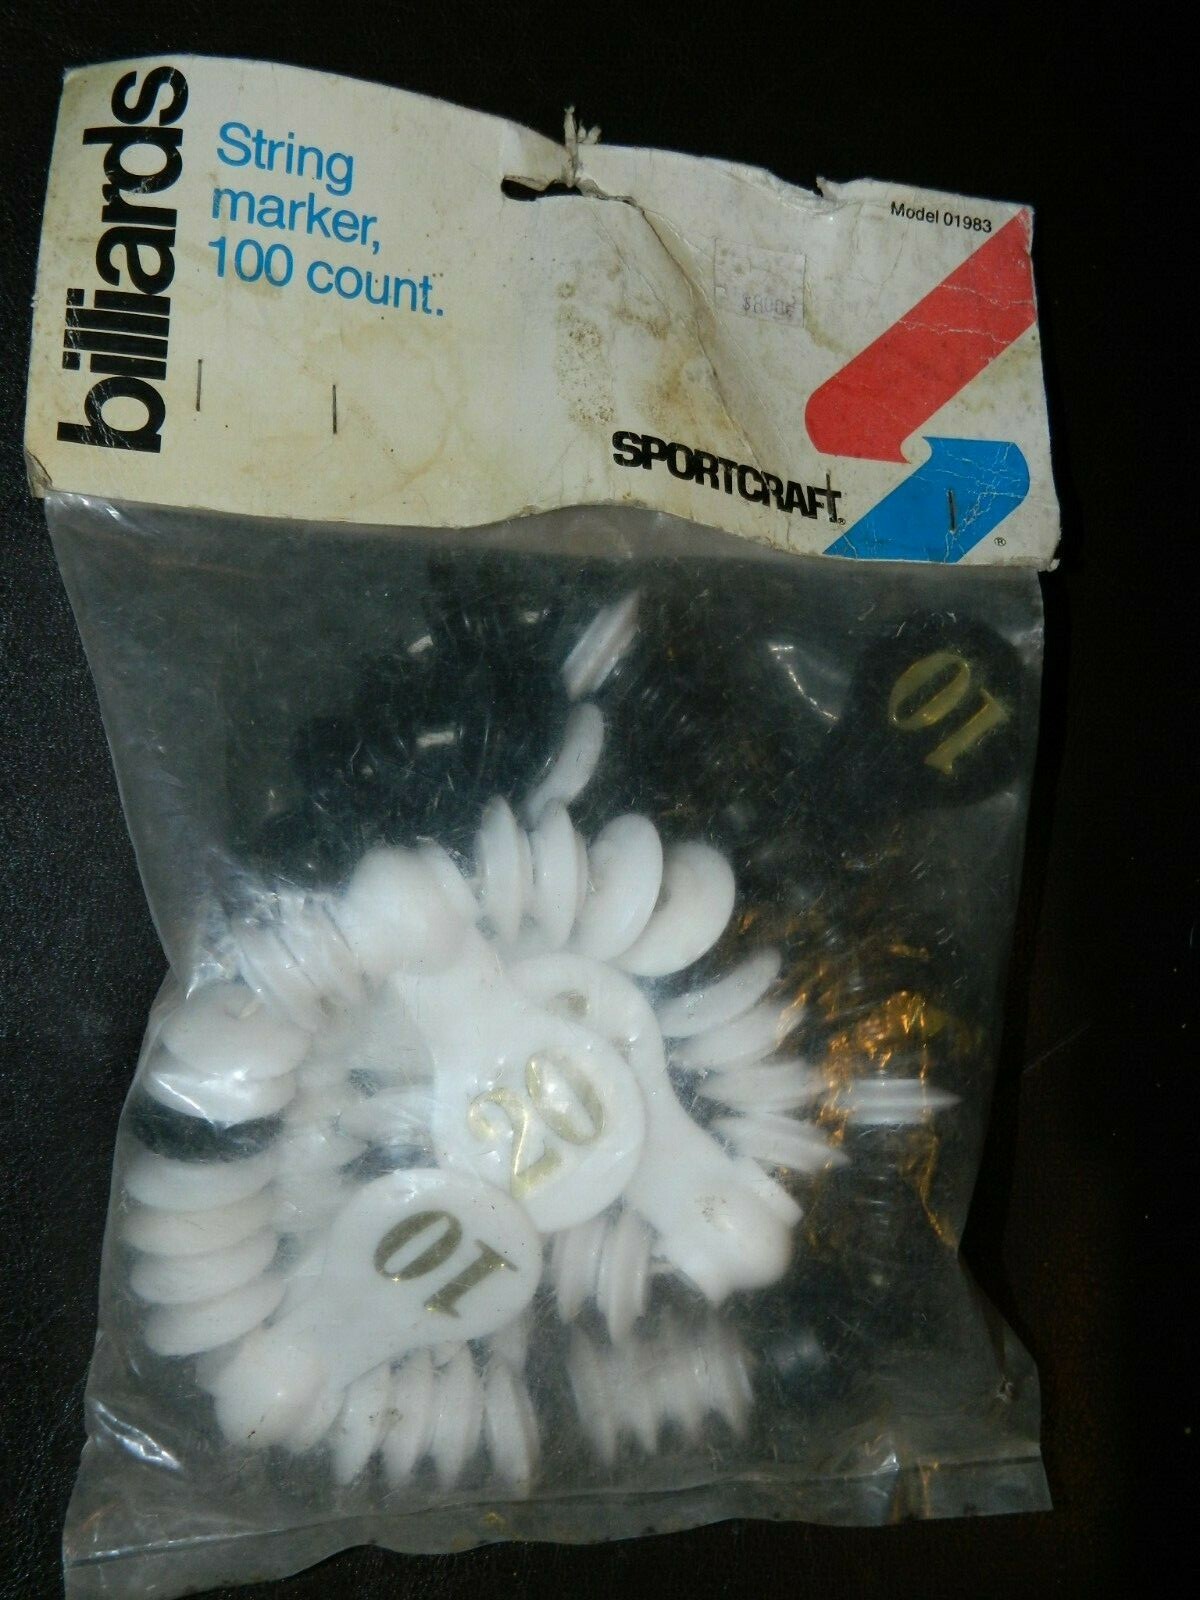 billiards
String
marker,
100 count.
Model 01983
SPORTCRAFT®
®
10
20
10